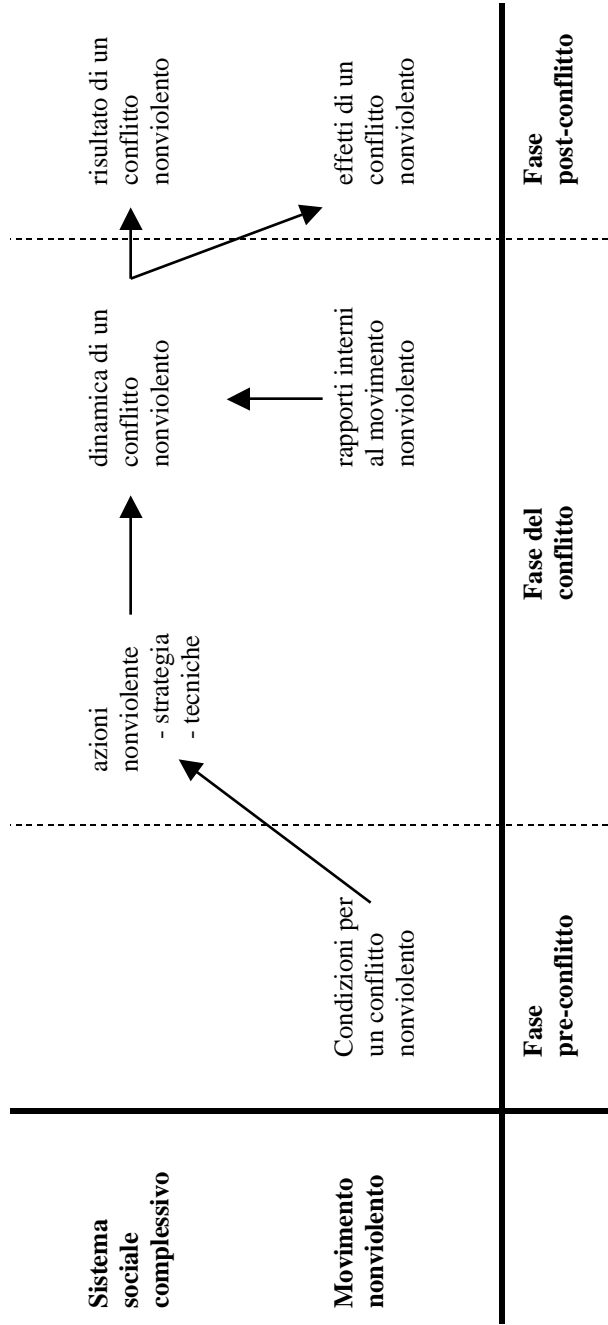 Sistema
sociale
complessivo
azioni
nonviolente
- strategia
- tecniche
dinamica di un
conflitto
nonviolento
risultato di un
conflitto
nonviolento
Movimento
nonviolento
Condizioni per
un conflitto
nonviolento
rapporti interni
al movimento
nonviolento
effetti di un
conflitto
nonviolento
Fase
pre-conflitto
Fase del
conflitto
Fase
post-conflitto